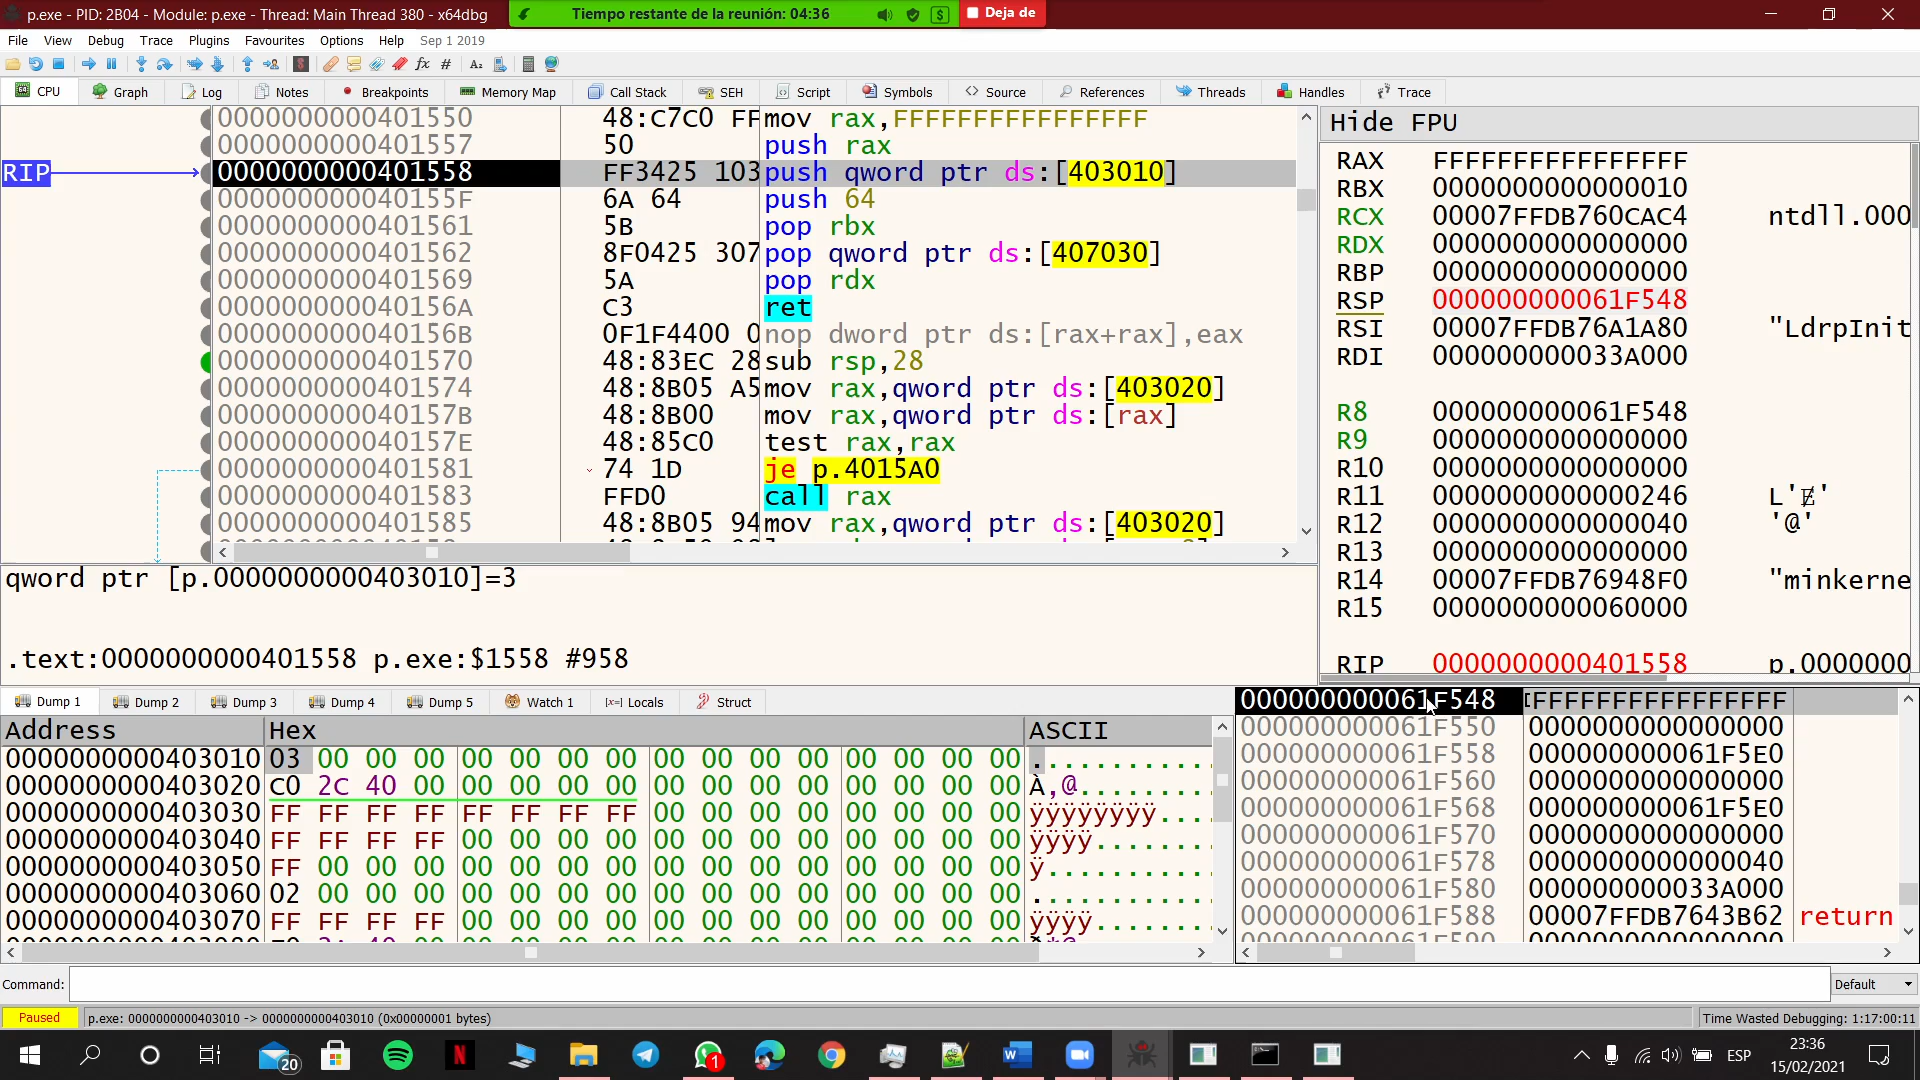 p.exe - PID: 2B04 - Module: p.exe - Thread: Main Thread 380 - x64dbg
Tiempo restante de la reunión: 04:36
Deja de
File View Debug Trace Plugins Favourites Options Help Sep 1 2019
CPU Graph Log Notes Breakpoints Memory Map Call Stack SEH Script Symbols Source References Threads Handles Trace
0000000000401550 48:C7C0 FF mov rax,FFFFFFFFFFFFFFFF
0000000000401557 50 push rax
RIP 0000000000401558 FF3425 103 push qword ptr ds:[403010]
000000000040155F 6A 64 push 64
0000000000401561 5B pop rbx
0000000000401562 8F0425 307 pop qword ptr ds:[407030]
0000000000401569 5A pop rdx
000000000040156A C3 ret
000000000040156B 0F1F4400 0 nop dword ptr ds:[rax+rax],eax
0000000000401570 48:83EC 28 sub rsp,28
0000000000401574 48:8B05 A5 mov rax,qword ptr ds:[403020]
000000000040157B 48:8B00 mov rax,qword ptr ds:[rax]
000000000040157E 48:85C0 test rax,rax
0000000000401581 74 1D je p.4015A0
0000000000401583 FFD0 call rax
0000000000401585 48:8B05 94 mov rax,qword ptr ds:[403020]
Hide FPU
RAX FFFFFFFFFFFFFFFF
RBX 0000000000000010
RCX 00007FFDB760CAC4 ntdll.000
RDX 0000000000000000
RBP 0000000000000000
RSP 000000000061F548
RSI 00007FFDB76A1A80 "LdrpInit
RDI 000000000033A000
R8 000000000061F548
R9 0000000000000000
R10 0000000000000000
R11 0000000000000246
R12 0000000000000040 '@'
R13 0000000000000000
R14 00007FFDB76948F0 "minkerne
R15 0000000000060000
RIP 0000000000401558 p.0000000
qword ptr [p.0000000000403010]=3
.text:0000000000401558 p.exe:$1558 #958
Dump 1 Dump 2 Dump 3 Dump 4 Dump 5 Watch 1 Locals Struct
Address Hex ASCII
0000000000403010 03 00 00 00 00 00 00 00 00 00 00 00 00 00 00 00 ............
0000000000403020 C0 2C 40 00 00 00 00 00 00 00 00 00 00 00 00 00 À,@.........
0000000000403030 FF FF FF FF FF FF FF FF 00 00 00 00 00 00 00 00 ÿÿÿÿÿÿÿÿ....
0000000000403040 FF FF FF FF 00 00 00 00 00 00 00 00 00 00 00 00 ÿÿÿÿ........
0000000000403050 FF 00 00 00 00 00 00 00 00 00 00 00 00 00 00 00 ÿ...........
0000000000403060 02 00 00 00 00 00 00 00 00 00 00 00 00 00 00 00 ............
0000000000403070 FF FF FF FF 00 00 00 00 00 00 00 00 00 00 00 00 ÿÿÿÿ........
000000000061F548 FFFFFFFFFFFFFFFF
000000000061F550 0000000000000000
000000000061F558 000000000061F5E0
000000000061F560 0000000000000000
000000000061F568 000000000061F5E0
000000000061F570 0000000000000000
000000000061F578 0000000000000040
000000000061F580 000000000033A000
000000000061F588 00007FFDB7643B62 return
000000000061F590 0000000000000000
Command:
Default
Paused p.exe: 0000000000403010 -> 0000000000403010 (0x00000001 bytes)
Time Wasted Debugging: 1:17:00:11
20
1
ESP
23:36
15/02/2021